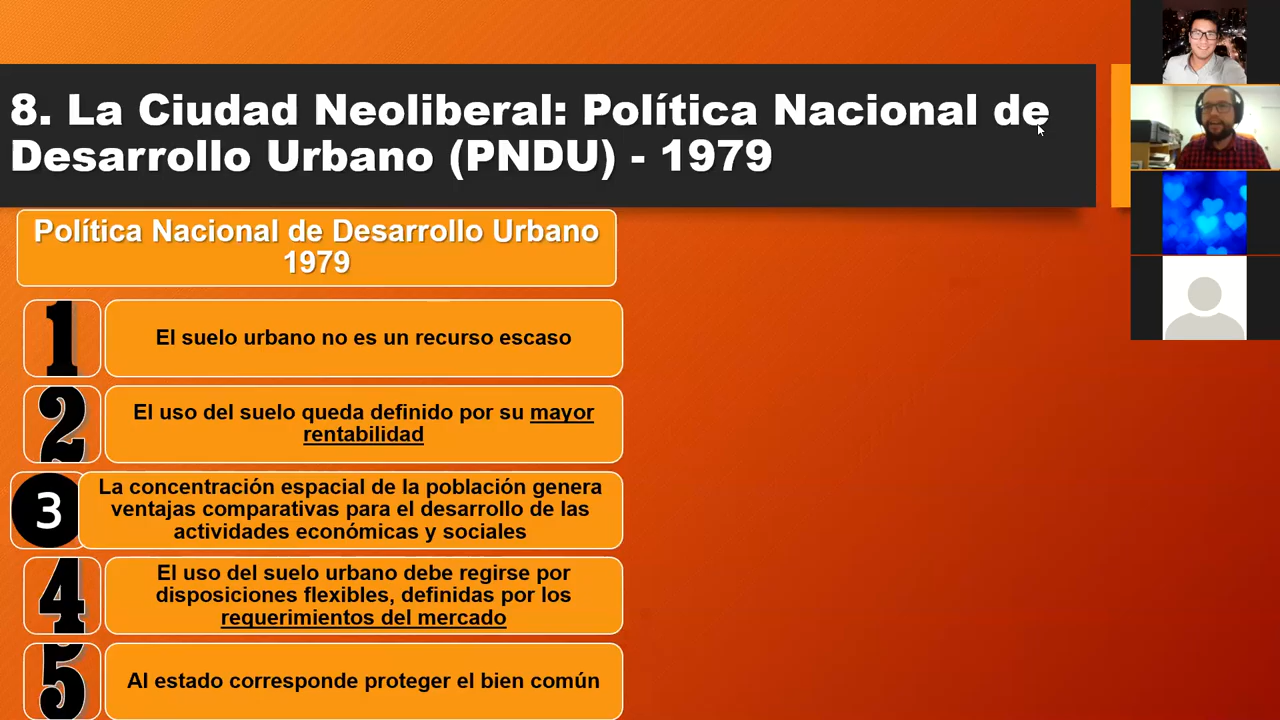 8. La Ciudad Neoliberal: Política Nacional de
Desarrollo Urbano (PNDU) - 1979
Política Nacional de Desarrollo Urbano
1979
1
El suelo urbano no es un recurso escaso
2
El uso del suelo queda definido por su mayor
rentabilidad
3
La concentración espacial de la población genera
ventajas comparativas para el desarrollo de las
actividades económicas y sociales
4
El uso del suelo urbano debe regirse por
disposiciones flexibles, definidas por los
requerimientos del mercado
5
Al estado corresponde proteger el bien común